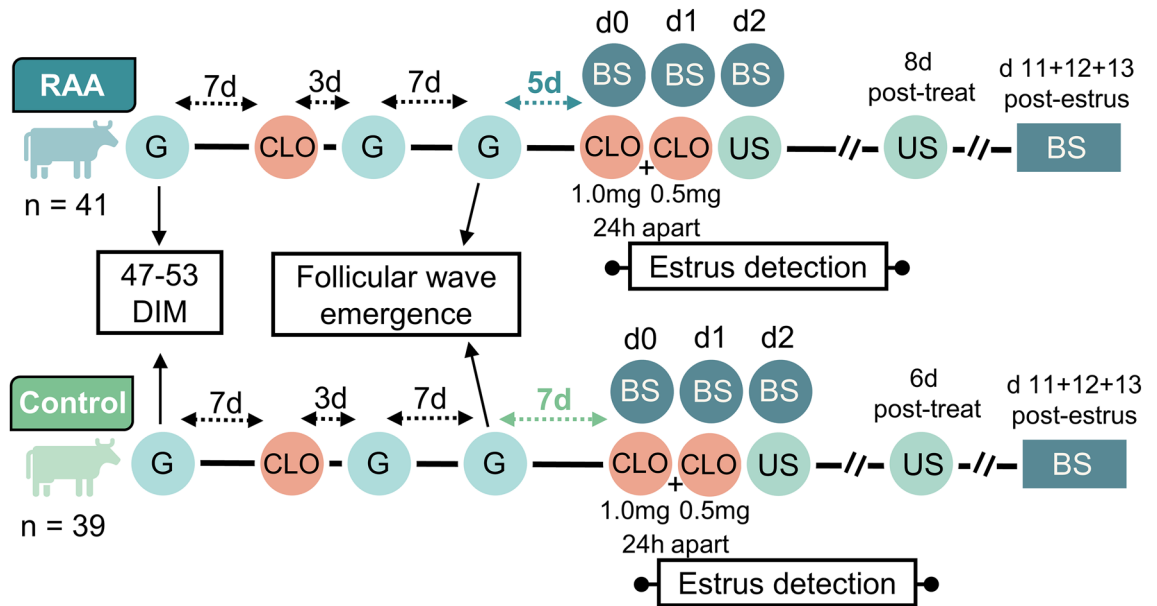 d0 d1 d2
RAA
7d 3d 7d 5d
BS BS BS
8d
post-treat
d 11+12+13
post-estrus
G CLO G G CLO + CLO US US BS
n = 41
1.0mg 0.5mg
24h apart
Estrus detection
47-53
DIM
Follicular wave
emergence
d0 d1 d2
Control
7d 3d 7d 7d
BS BS BS
6d
post-treat
d 11+12+13
post-estrus
G CLO G G CLO + CLO US US BS
n = 39
1.0mg 0.5mg
24h apart
Estrus detection